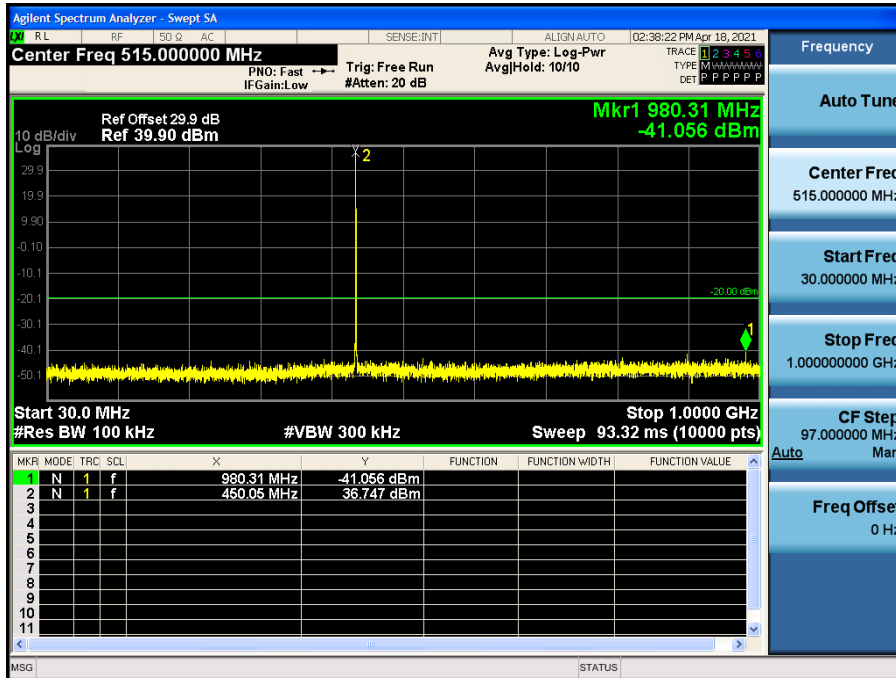 Agilent Spectrum Analyzer - Swept SA
LXI RL RF 50 Ω AC SENSE:INT ALIGN AUTO 02:38:22 PM Apr 18, 2021
Center Freq 515.000000 MHz
PNO: Fast
IFGain:Low
Trig: Free Run
#Atten: 20 dB
Avg Type: Log-Pwr
Avg|Hold: 10/10
TRACE 1 2 3 4 5 6
TYPE M WWWWW
DET P P P P P P
Ref Offset 29.9 dB
10 dB/div Ref 39.90 dBm
Log
Mkr1 980.31 MHz
-41.056 dBm
2
29.9
19.9
9.90
-0.10
-10.1
-20.1
-20.00 dBm
-30.1
1
-40.1
-50.1
Start 30.0 MHz Stop 1.0000 GHz
#Res BW 100 kHz #VBW 300 kHz Sweep 93.32 ms (10000 pts)
MKR MODE TRC SCL X Y FUNCTION FUNCTION WIDTH FUNCTION VALUE
1 N 1 f 980.31 MHz -41.056 dBm
2 N 1 f 450.05 MHz 36.747 dBm
3
4
5
6
7
8
9
10
11
MSG STATUS
Frequency
Auto Tune
Center Freq
515.000000 MHz
Start Freq
30.000000 MHz
Stop Freq
1.000000000 GHz
CF Step
97.000000 MHz
Auto Man
Freq Offset
0 Hz